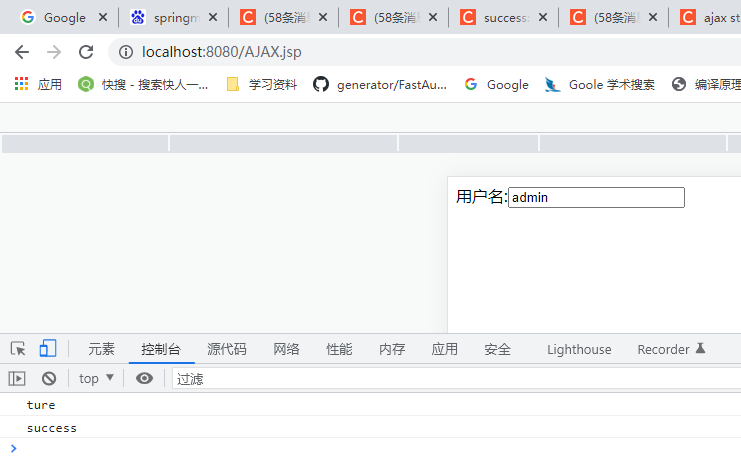 Google springm (58条消息 (58条消息 success: (58条消息 ajax st
localhost:8080/AJAX.jsp
应用 快搜 - 搜索快人一... 学习资料 generator/FastAu... Google Goole 学术搜索 编译原理
用户名:admin
元素 控制台 源代码 网络 性能 内存 应用 安全 Lighthouse Recorder
top 过滤
ture
success